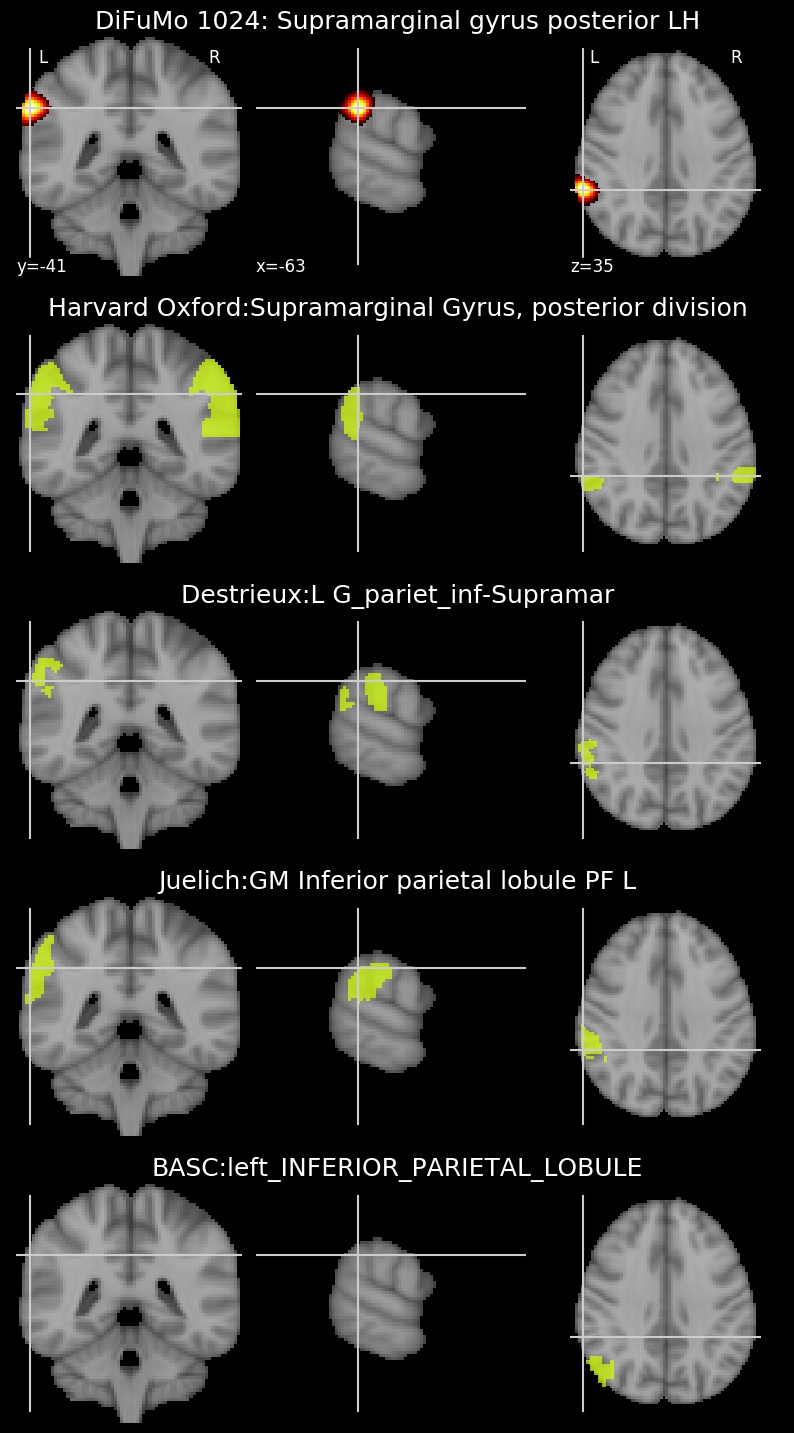 DiFuMo 1024: Supramarginal gyrus posterior LH
L R L R
y=-41 x=-63 z=35
Harvard Oxford:Supramarginal Gyrus, posterior division
Destrieux:L G_pariet_inf-Supramar
Juelich:GM Inferior parietal lobule PF L
BASC:left_INFERIOR_PARIETAL_LOBULE